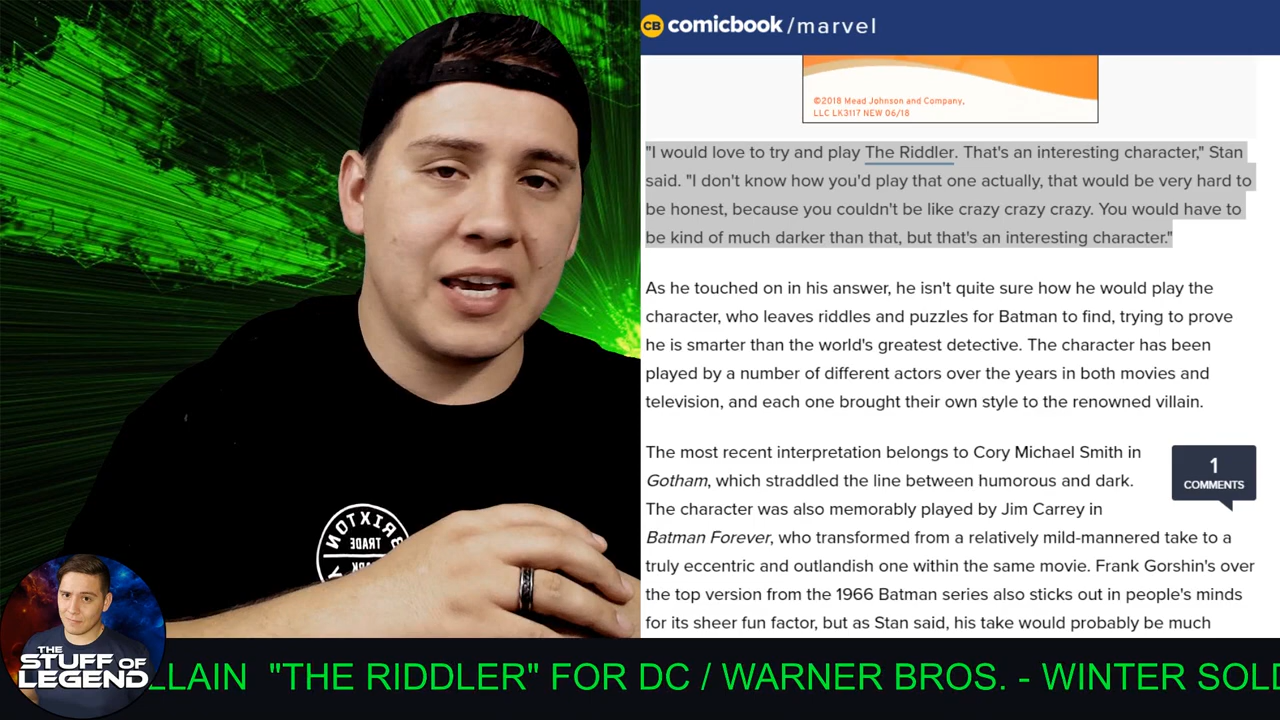 CB comicbook /marvel
©2018 Mead Johnson and Company,
LLC LK3117 NEW 06/18
"I would love to try and play The Riddler. That's an interesting character," Stan
said. "I don't know how you'd play that one actually, that would be very hard to
be honest, because you couldn't be like crazy crazy crazy. You would have to
be kind of much darker than that, but that's an interesting character."
As he touched on in his answer, he isn't quite sure how he would play the
character, who leaves riddles and puzzles for Batman to find, trying to prove
he is smarter than the world's greatest detective. The character has been
played by a number of different actors over the years in both movies and
television, and each one brought their own style to the renowned villain.
The most recent interpretation belongs to Cory Michael Smith in
Gotham, which straddled the line between humorous and dark.
The character was also memorably played by Jim Carrey in
Batman Forever, who transformed from a relatively mild-mannered take to a
truly eccentric and outlandish one within the same movie. Frank Gorshin's over
the top version from the 1966 Batman series also sticks out in people's minds
for its sheer fun factor, but as Stan said, his take would probably be much
1
COMMENTS
BRIXTON
TRADE
THE
STUFF OF
LEGEND
LLAIN "THE RIDDLER" FOR DC / WARNER BROS. - WINTER SOL